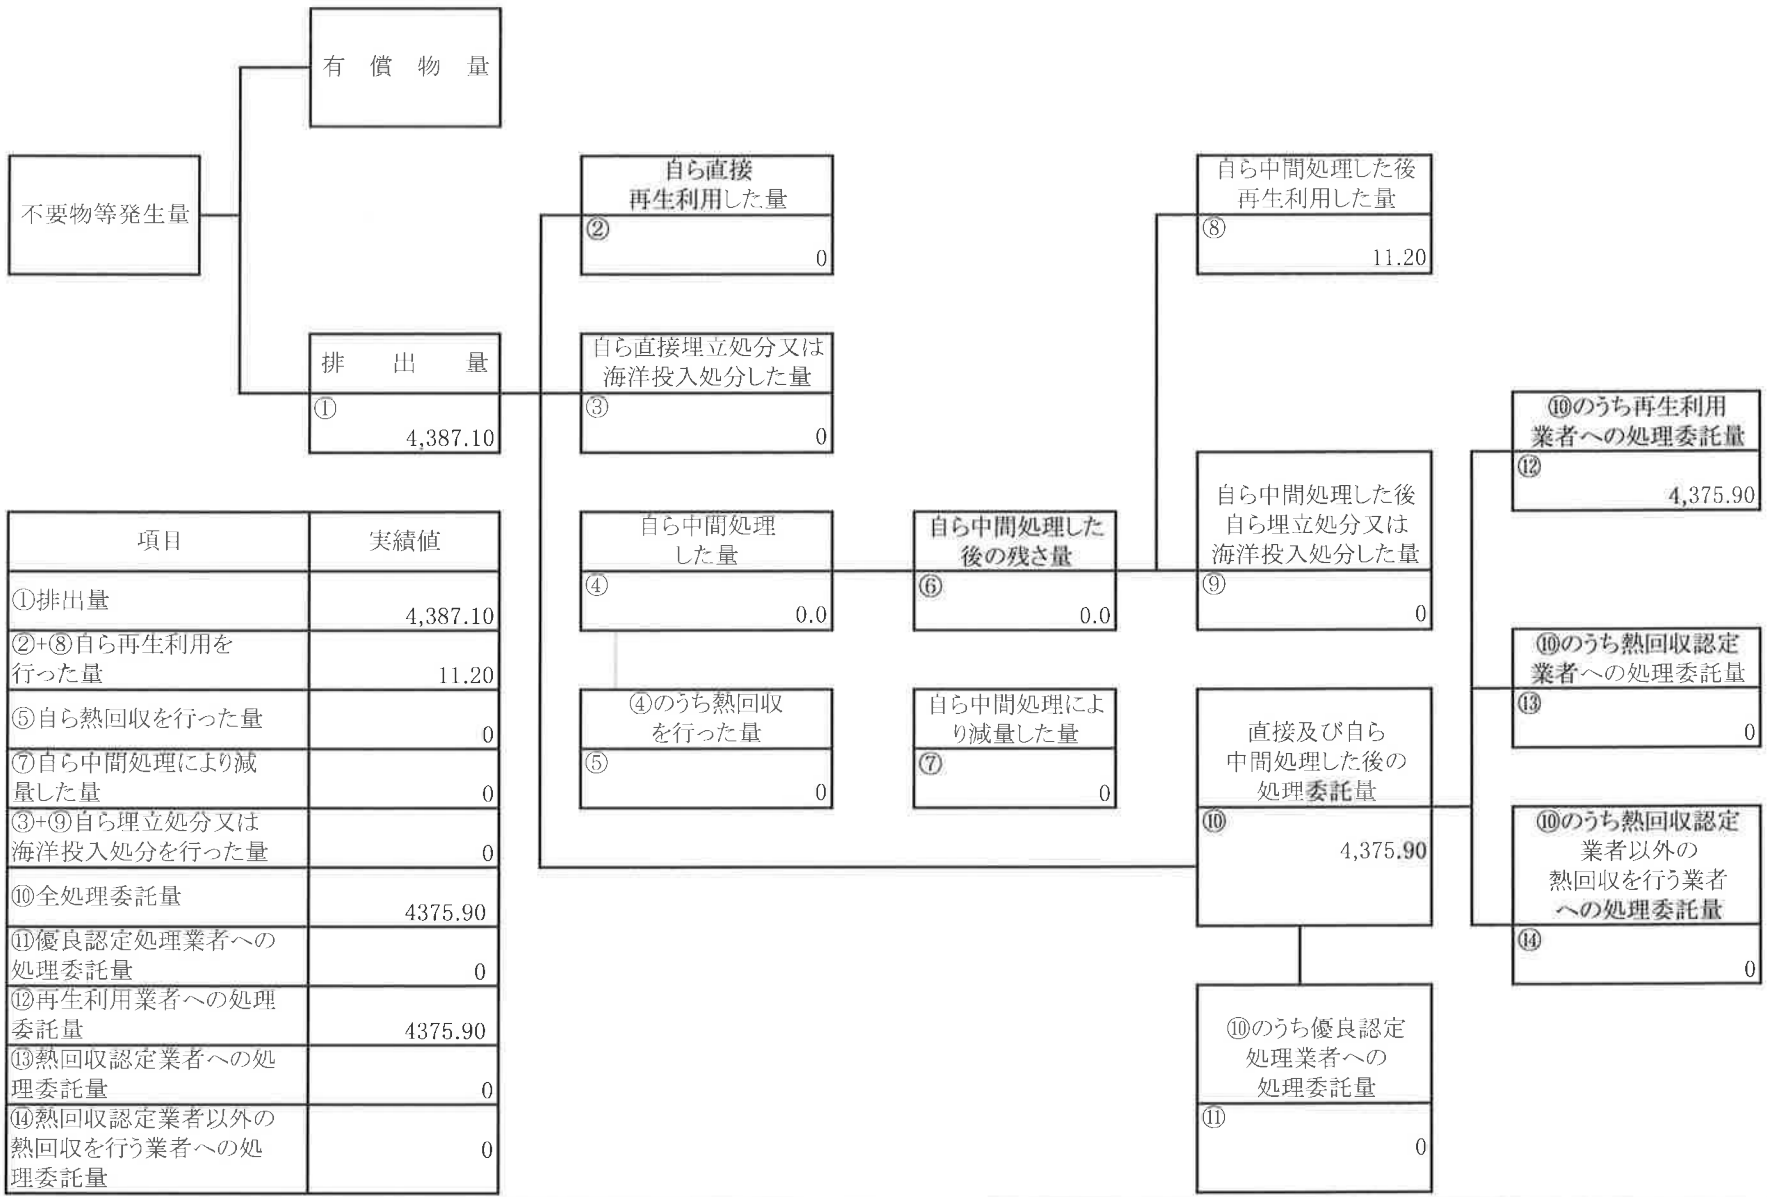 有償物量
不要物等発生量
排出量
①
4,387.10
自ら直接
再生利用した量
②
0
自ら直接埋立処分又は
海洋投入処分した量
③
0
自ら中間処理
した量
④
0.0
④のうち熱回収
を行った量
⑤
0
自ら中間処理した
後の残さ量
⑥
0.0
自ら中間処理によ
り減量した量
⑦
0
自ら中間処理した後
再生利用した量
⑧
11.20
自ら中間処理した後
自ら埋立処分又は
海洋投入処分した量
⑨
0
直接及び自ら
中間処理した後の
処理委託量
⑩
4,375.90
⑩のうち優良認定
処理業者への
処理委託量
⑪
0
⑩のうち再生利用
業者への処理委託量
⑫
4,375.90
⑩のうち熱回収認定
業者への処理委託量
⑬
0
⑩のうち熱回収認定
業者以外の
熱回収を行う業者
への処理委託量
⑭
0
項目 実績値
①排出量
4,387.10
②+⑧自ら再生利用を
行った量 11.20
⑤自ら熱回収を行った量
0
⑦自ら中間処理により減
量した量 0
③+⑨自ら埋立処分又は
海洋投入処分を行った量 0
⑩全処理委託量
4375.90
⑪優良認定処理業者への
処理委託量 0
⑫再生利用業者への処理
委託量 4375.90
⑬熱回収認定業者への処
理委託量 0
⑭熱回収認定業者以外の
熱回収を行う業者への処 0
理委託量